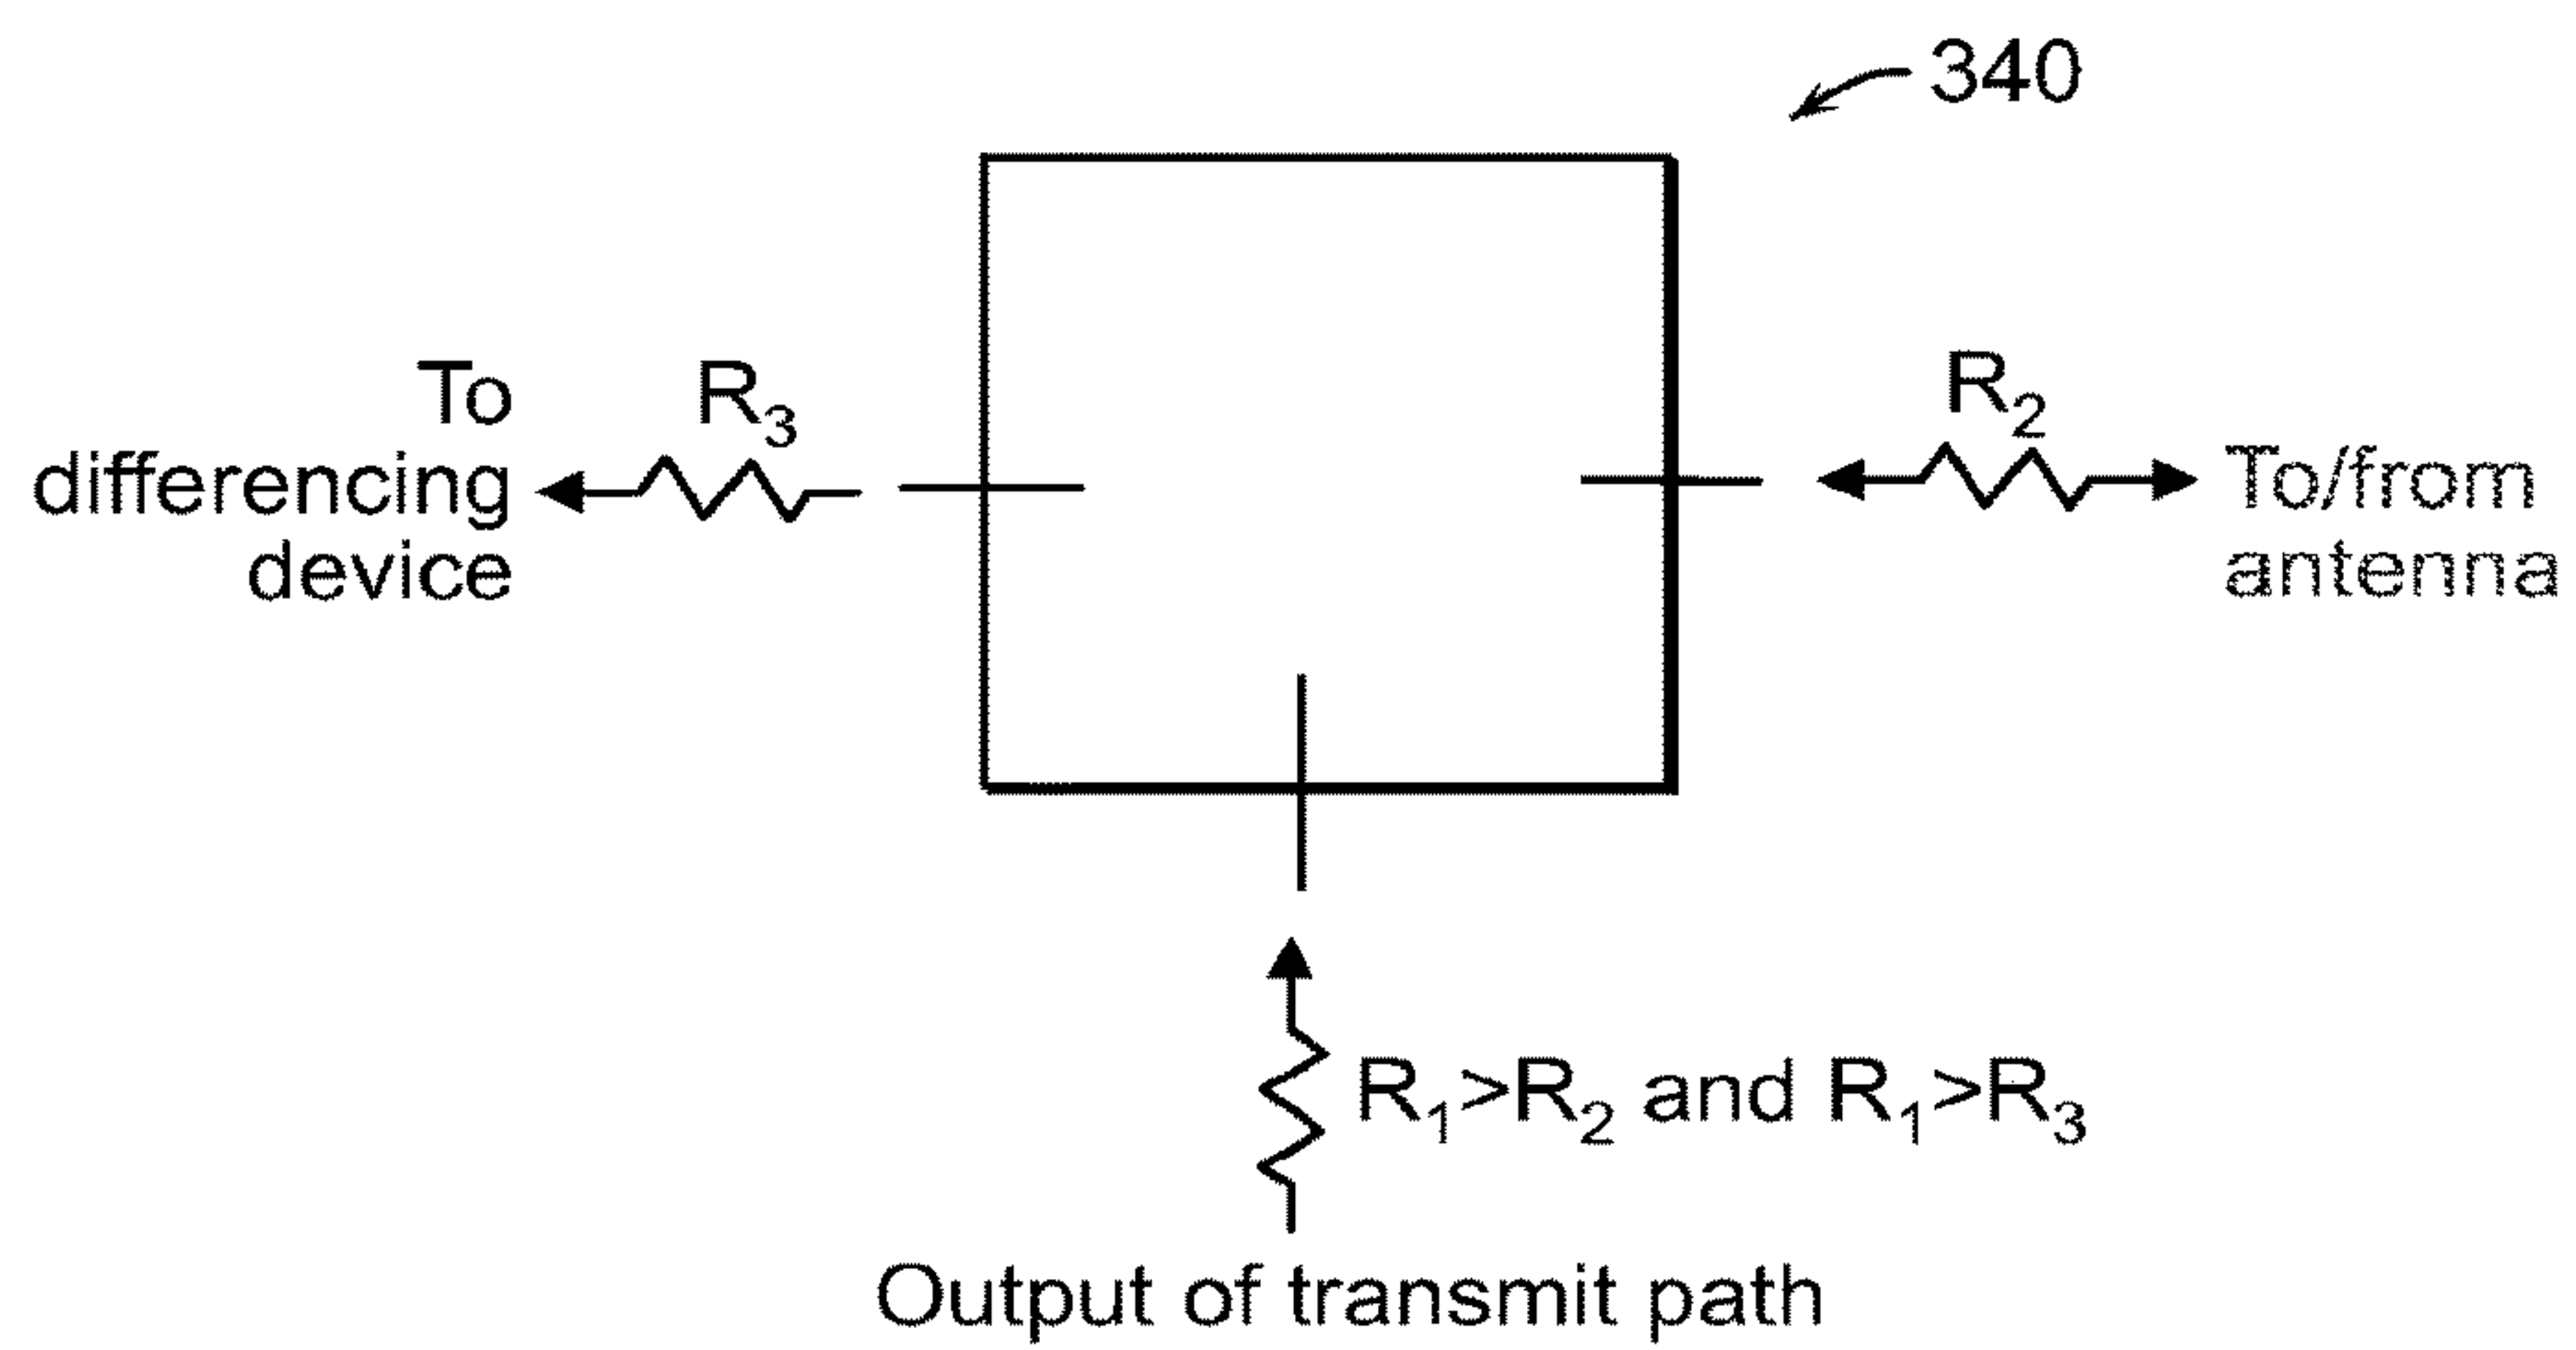 340
To
differencing
device
R3
R2
To/from
antenna
R1>R2 and R1>R3
Output of transmit path